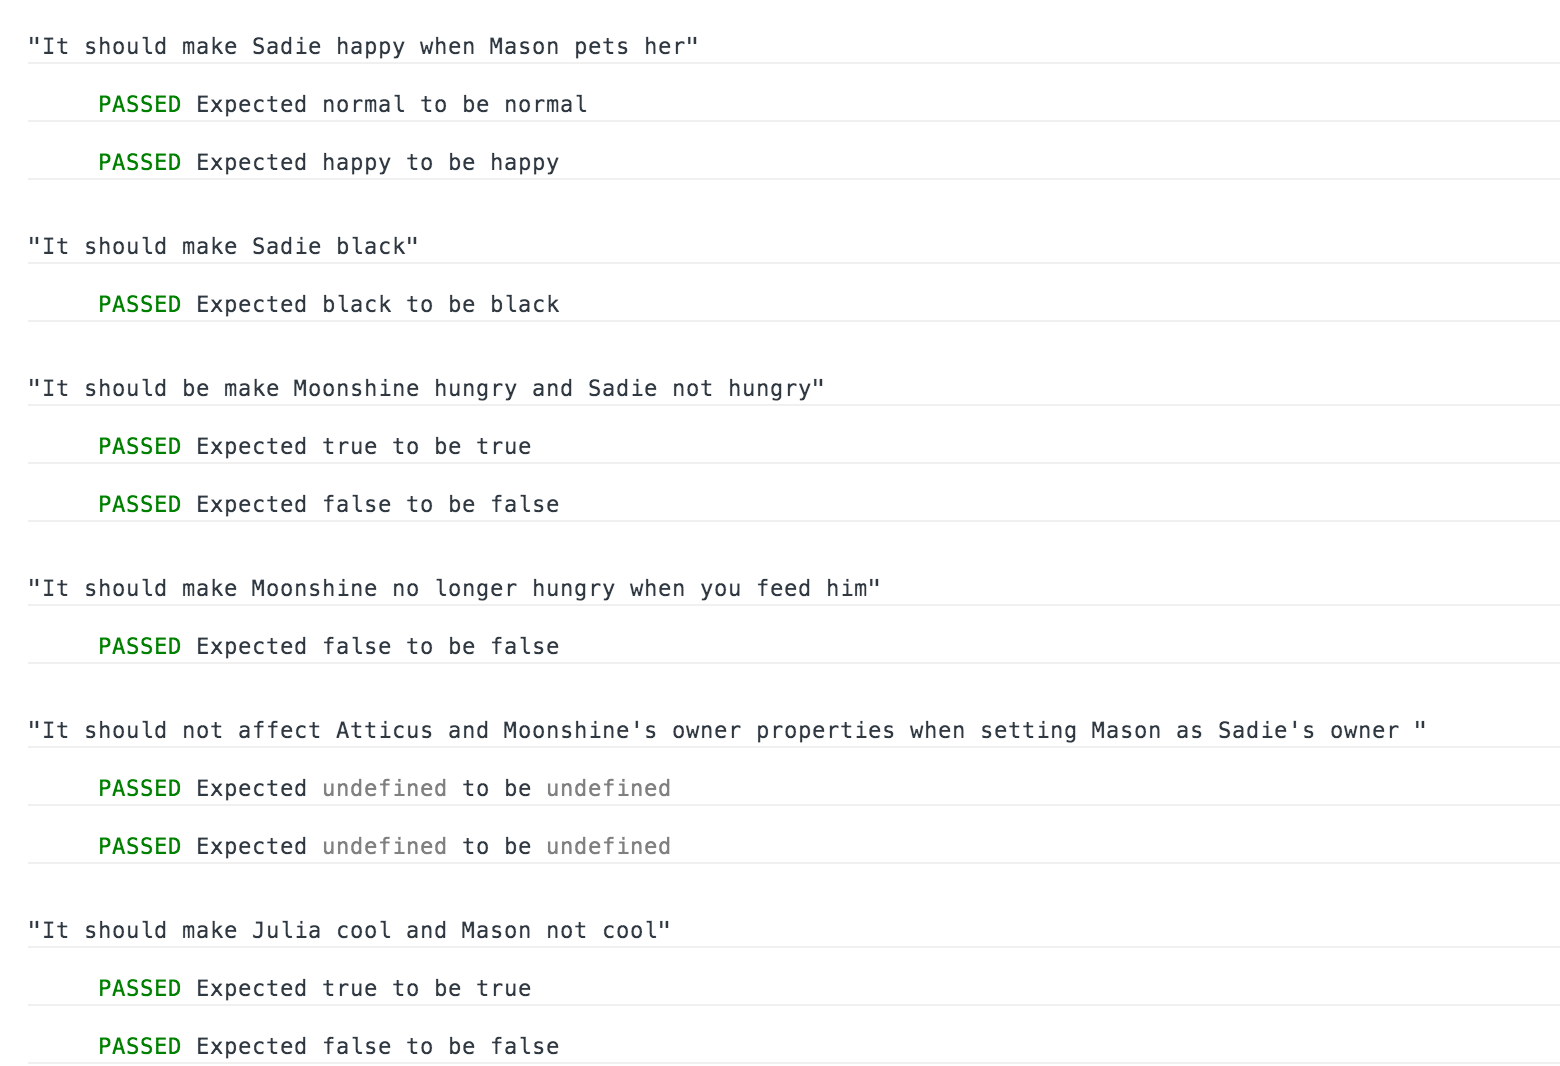 "It should make Sadie happy when Mason pets her"
PASSED Expected normal to be normal
PASSED Expected happy to be happy
"It should make Sadie black"
PASSED Expected black to be black
"It should be make Moonshine hungry and Sadie not hungry"
PASSED Expected true to be true
PASSED Expected false to be false
"It should make Moonshine no longer hungry when you feed him"
PASSED Expected false to be false
"It should not affect Atticus and Moonshine's owner properties when setting Mason as Sadie's owner "
PASSED Expected undefined to be undefined
PASSED Expected undefined to be undefined
"It should make Julia cool and Mason not cool"
PASSED Expected true to be true
PASSED Expected false to be false